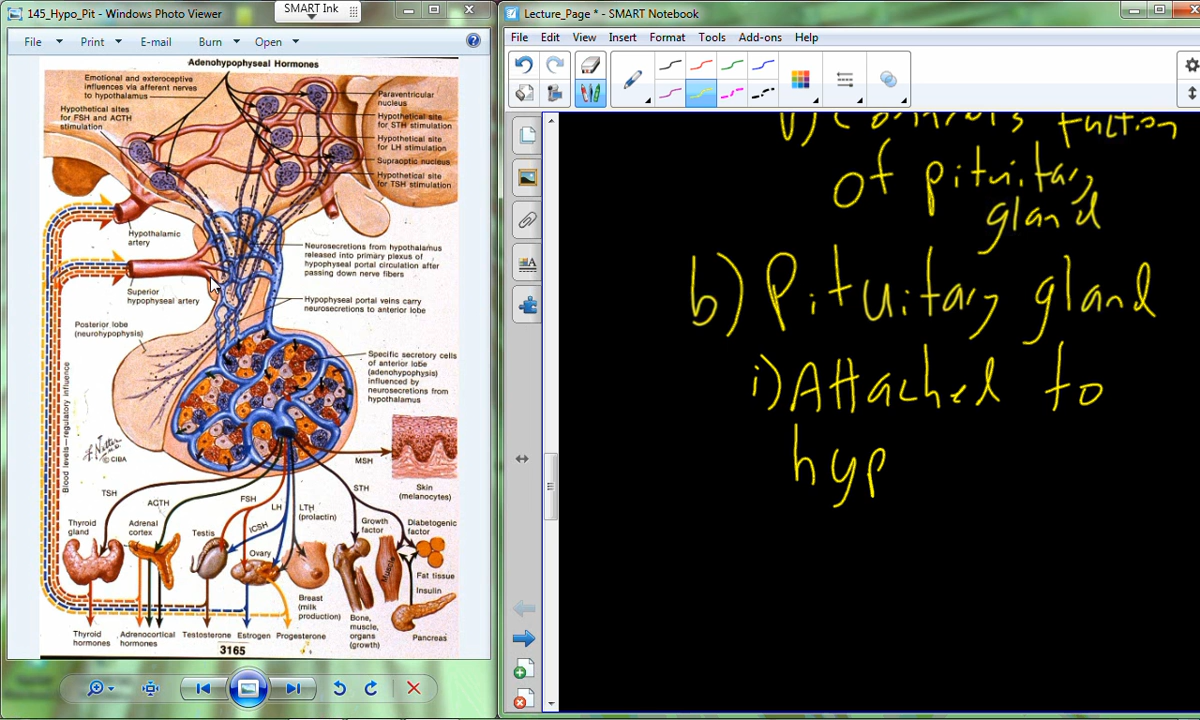 145_Hypo_Pit - Windows Photo Viewer
SMART Ink
File Print E-mail Burn Open
Adenohypophyseal Hormones
Emotional and exteroceptive
influences via afferent nerves
to hypothalamus
Hypothetical sites
for FSH and ACTH
stimulation
Paraventricular
nucleus
Hypothetical site
for STH stimulation
Hypothetical site
for LH stimulation
Supraoptic nucleus
Hypothetical site
for TSH stimulation
Hypothalamic
artery
Superior
hypophyseal artery
Neurosecretions from hypothalamus
released into primary plexus of
hypophyseal portal circulation after
passing down nerve fibers
Hypophyseal portal veins carry
neurosecretions to anterior lobe
Posterior lobe
(neurohypophysis)
Specific secretory cells
of anterior lobe
(adenohypophysis)
influenced by
neurosecretions from
hypothalamus
Blood levels—regulatory influence
F. Netter
M.D.
© CIBA
MSH
Skin
(melanocytes)
TSH
ACTH
FSH
LH
ICSH
LTH
(prolactin)
STH
Thyroid
gland
Adrenal
cortex
Testis
Ovary
Growth
factor
Diabetogenic
factor
Muscle
Fat tissue
Insulin
Breast
(milk
production)
Bone,
muscle,
organs
(growth)
Pancreas
Thyroid
hormones
Adrenocortical
hormones
Testosterone
Estrogen
Progesterone
3165
Lecture_Page * - SMART Notebook
File Edit View Insert Format Tools Add-ons Help
of pituitary
gland
b) Pituitary gland
i) Attached to
hyp